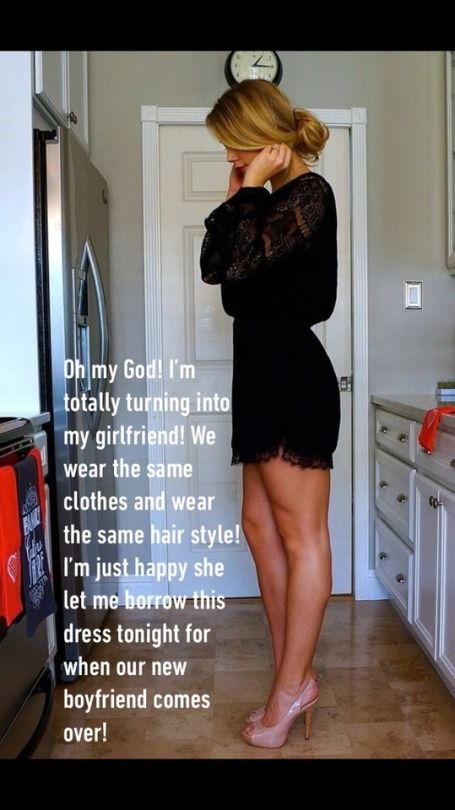 Oh my God! I'm
totally turning into
my girlfriend! We
wear the same
clothes and wear
the same hair style!
I'm just happy she
let me borrow this
dress tonight for
when our new
boyfriend comes
over!